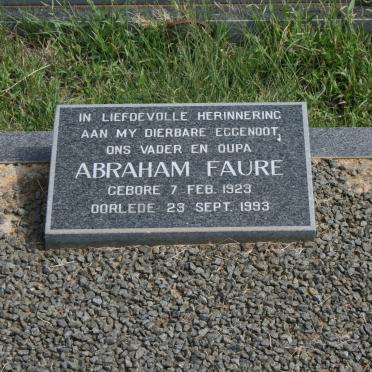 IN LIEFDEVOLLE HERINNERING
AAN MY DIERBARE EGGENOOT,
ONS VADER EN OUPA
ABRAHAM FAURE
GEBORE 7 FEB. 1923
OORLEDE 23 SEPT. 1993